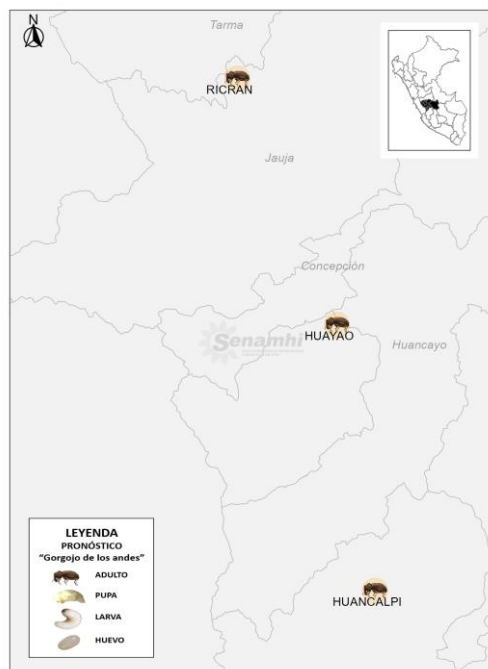 N
Tarma
RICRAN
Jauja
Concepción
Senamhi
HUAYAO
Huancayo
HUANCALPI
LEYENDA
PRONÓSTICO
"Gorgojo de los andes"
ADULTO
PUPA
LARVA
HUEVO